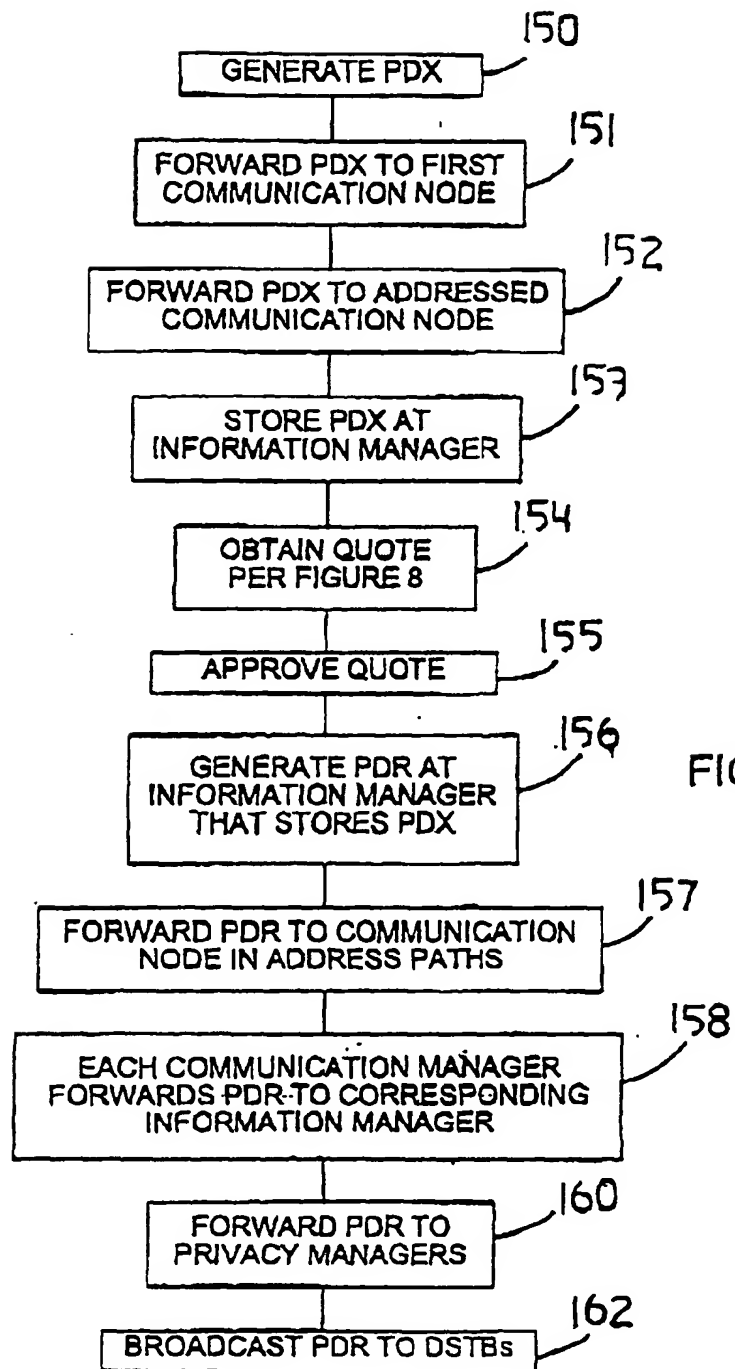 150
GENERATE PDX
151
FORWARD PDX TO FIRST
COMMUNICATION NODE
152
FORWARD PDX TO ADDRESSED
COMMUNICATION NODE
153
STORE PDX AT
INFORMATION MANAGER
154
OBTAIN QUOTE
PER FIGURE 8
155
APPROVE QUOTE
156
GENERATE PDR AT
INFORMATION MANAGER
THAT STORES PDX
157
FORWARD PDR TO COMMUNICATION
NODE IN ADDRESS PATHS
158
EACH COMMUNICATION MANAGER
FORWARDS PDR TO CORRESPONDING
INFORMATION MANAGER
160
FORWARD PDR TO
PRIVACY MANAGERS
162
BROADCAST PDR TO DSTBs